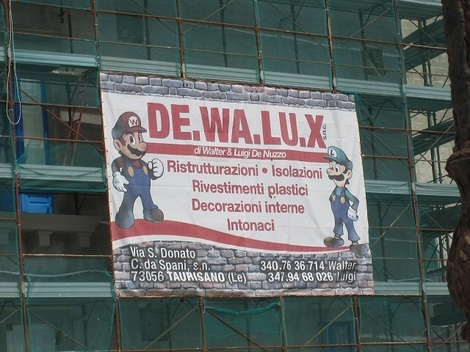 W L
DE.WA.LU.X s.n.c.
di Walter & Luigi De Nuzzo
Ristrutturazioni • Isolazioni
Rivestimenti plastici
Decorazioni interne
Intonaci
Via S. Donato
C. da Spani, s.n. 340.76 36 714 Walter
73056 TAURISANO (Le) 347.94 68 026 Luigi